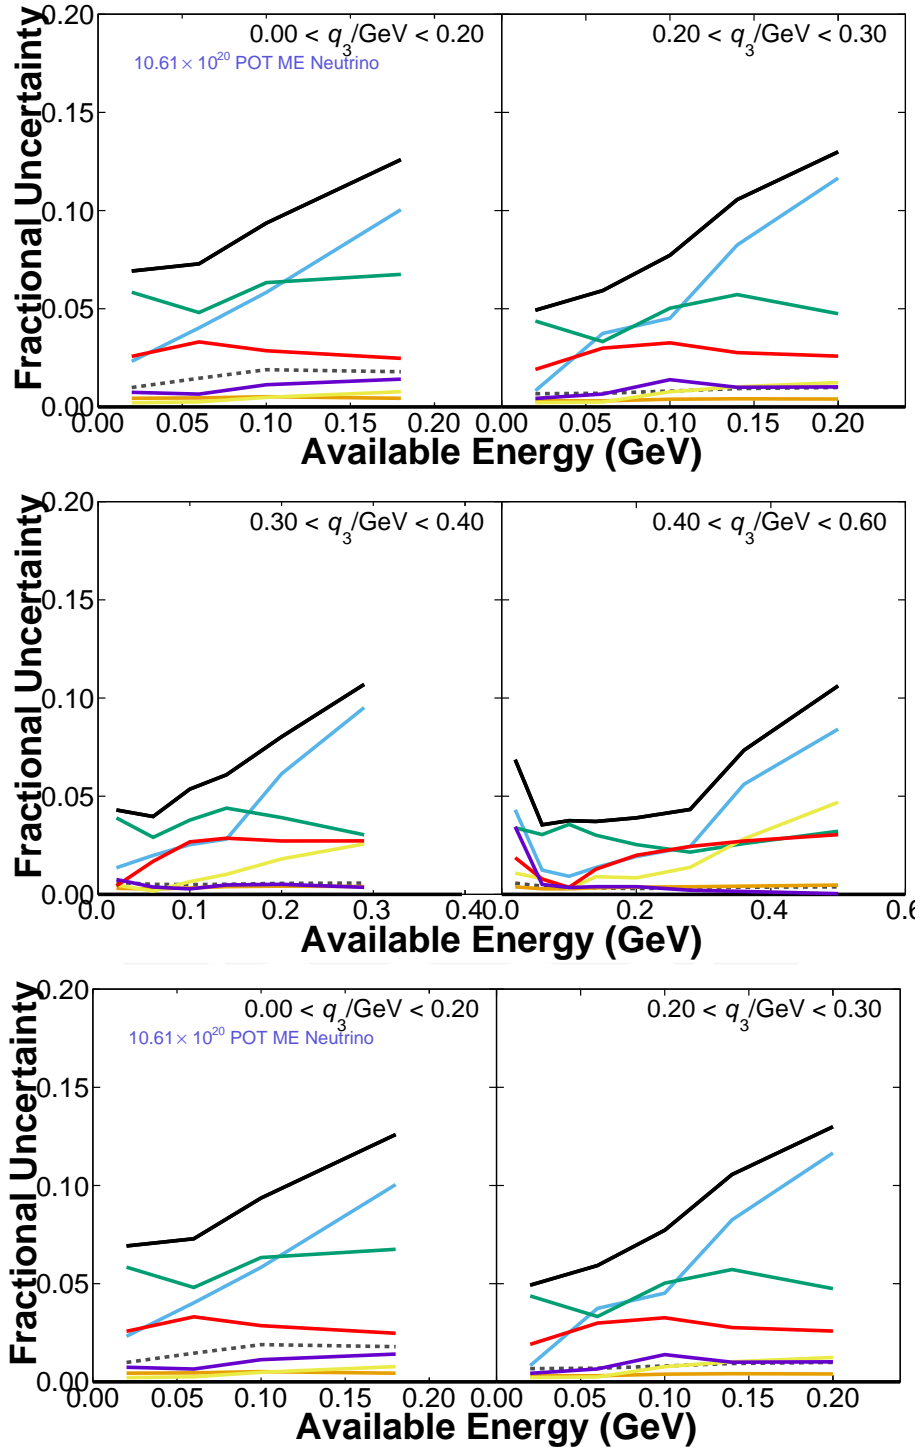 0.00 < q3/GeV < 0.20 0.20 < q3/GeV < 0.30
10.61 × 10^20 POT ME Neutrino
Fractional Uncertainty
0.20
0.15
0.10
0.05
0.00
0.00 0.05 0.10 0.15 0.20 0.00 0.05 0.10 0.15 0.20
Available Energy (GeV)
0.30 < q3/GeV < 0.40 0.40 < q3/GeV < 0.60
Fractional Uncertainty
0.20
0.15
0.10
0.05
0.00
0.0 0.1 0.2 0.3 0.4 0.0 0.2 0.4 0.6
Available Energy (GeV)
0.00 < q3/GeV < 0.20 0.20 < q3/GeV < 0.30
10.61 × 10^20 POT ME Neutrino
Fractional Uncertainty
0.20
0.15
0.10
0.05
0.00
0.00 0.05 0.10 0.15 0.20 0.00 0.05 0.10 0.15 0.20
Available Energy (GeV)